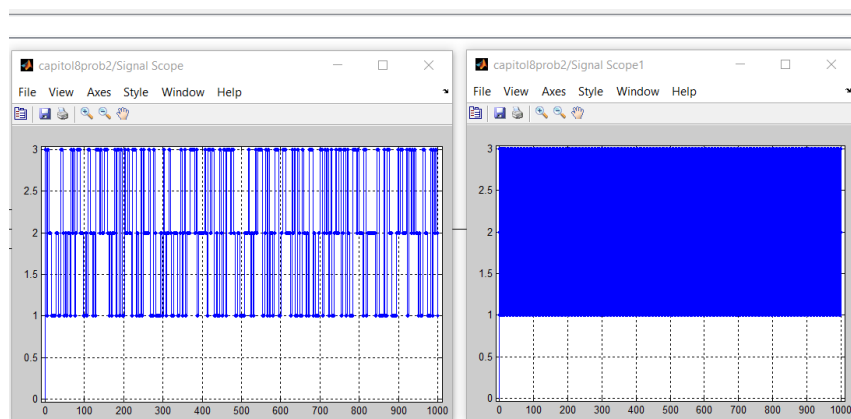 capitol8prob2/Signal Scope
File View Axes Style Window Help
3
2.5
2
1.5
1
0.5
0
0 100 200 300 400 500 600 700 800 900 1000
capitol8prob2/Signal Scope1
File View Axes Style Window Help
3
2.5
2
1.5
1
0.5
0
0 100 200 300 400 500 600 700 800 900 1000